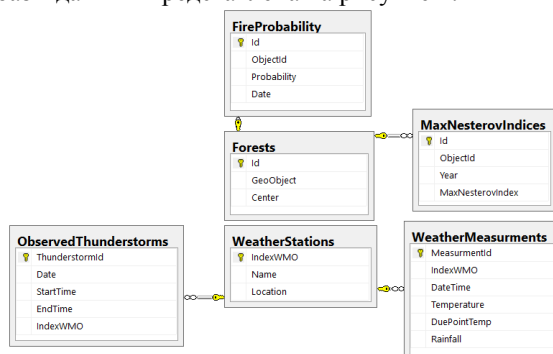 FireProbability
Id
ObjectId
Probability
Date
MaxNesterovIndices
Id
ObjectId
Year
MaxNesterovIndex
Forests
Id
GeoObject
Center
ObservedThunderstorms
ThunderstormId
Date
StartTime
EndTime
IndexWMO
WeatherStations
IndexWMO
Name
Location
WeatherMeasurments
MeasurmentId
IndexWMO
DateTime
Temperature
DuePointTemp
Rainfall